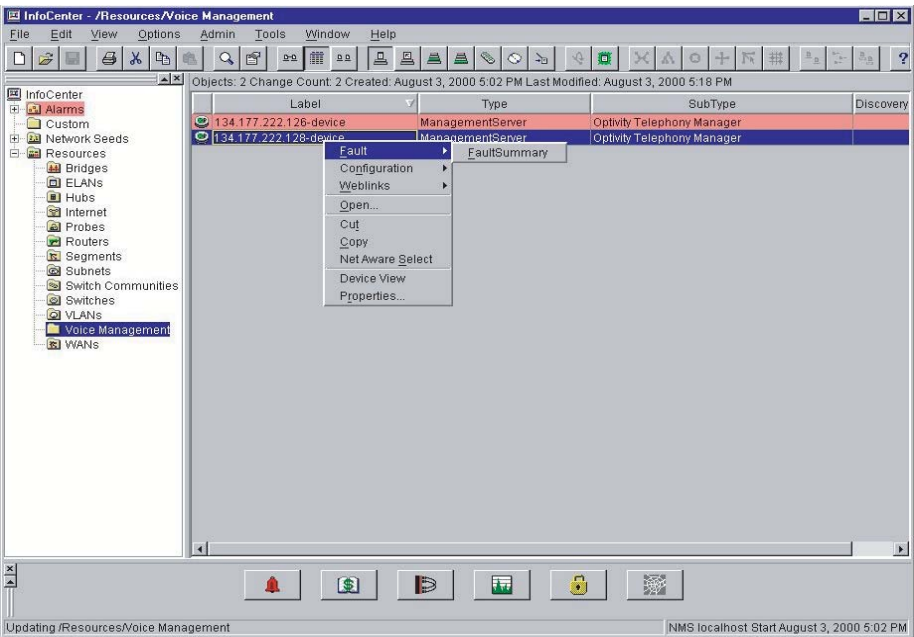 InfoCenter - /Resources/Voice Management
File Edit View Options Admin Tools Window Help
?
Objects: 2 Change Count: 2 Created: August 3, 2000 5:02 PM Last Modified: August 3, 2000 5:18 PM
InfoCenter
Alarms
Custom
Network Seeds
Resources
Bridges
ELANs
Hubs
Internet
Probes
Routers
Segments
Subnets
Switch Communities
Switches
VLANs
Voice Management
WANs
Label Type SubType Discovery
134.177.222.126-device ManagementServer Optivity Telephony Manager
134.177.222.128-device ManagementServer Optivity Telephony Manager
Fault
FaultSummary
Configuration
Weblinks
Open...
Cut
Copy
Net Aware Select
Device View
Properties...
Updating /Resources/Voice Management
NMS localhost Start August 3, 2000 5:02 PM